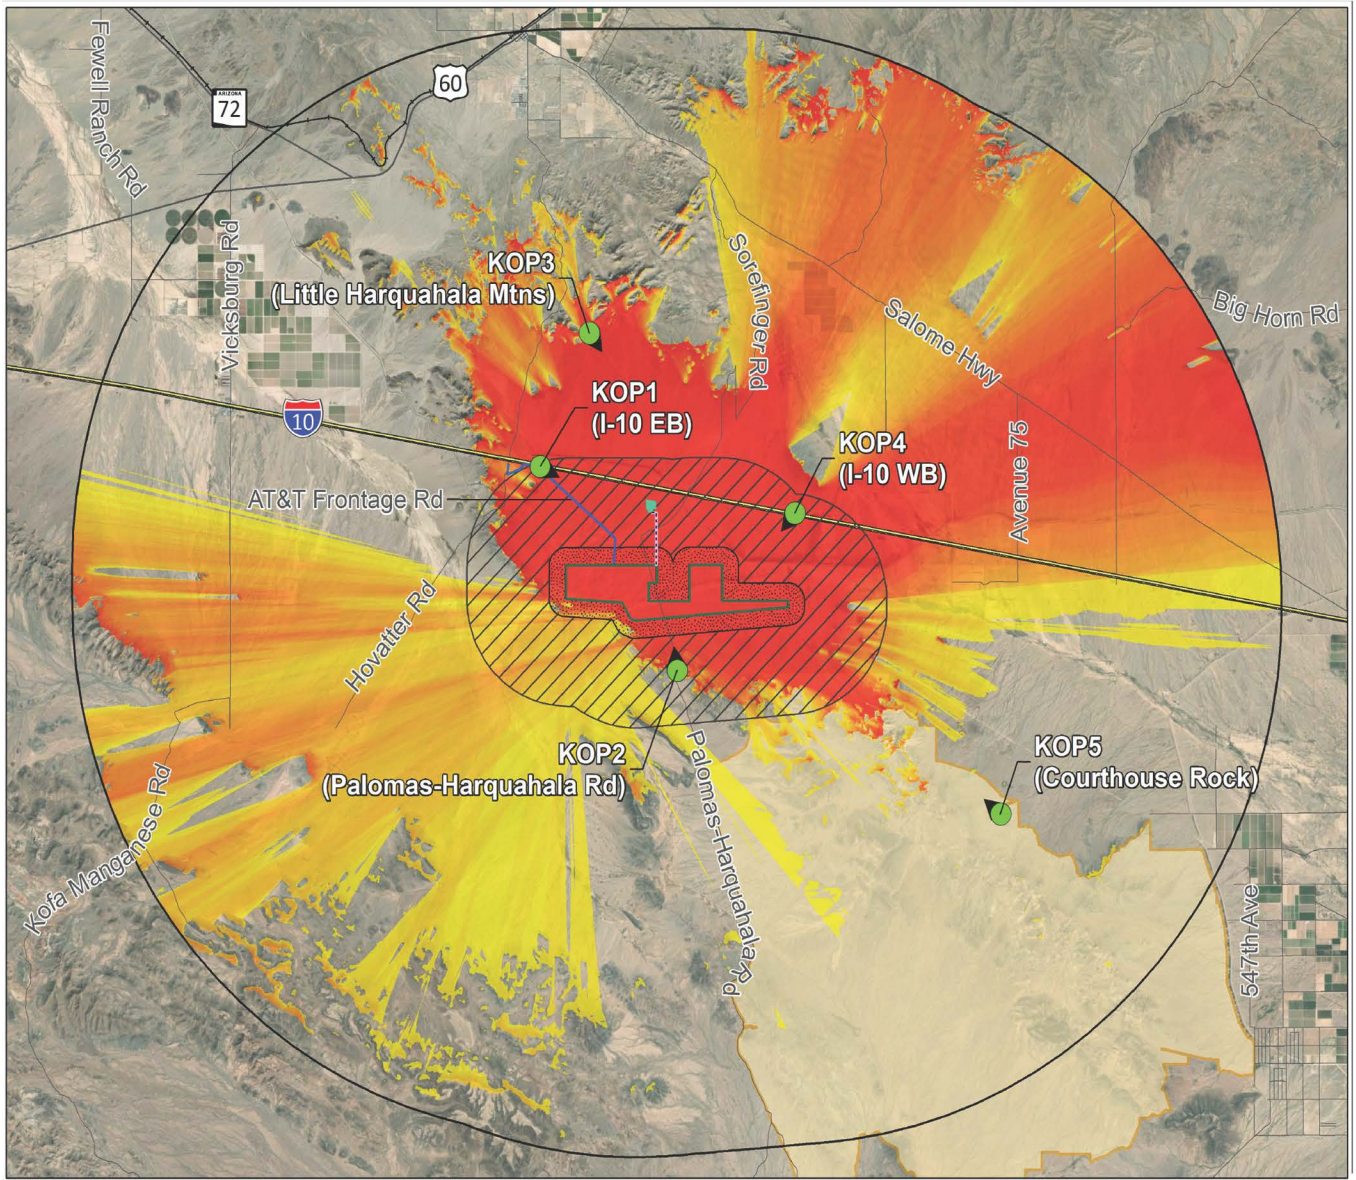 Fewell Ranch Rd
ARIZONA
72
60
Vicksburg Rd
KOP3
(Little Harquahala Mtns)
Sorefinger Rd
Salome Hwy
Big Horn Rd
10
KOP1
(I-10 EB)
KOP4
(I-10 WB)
Avenue 75
AT&T Frontage Rd
Hovatter Rd
KOP2
(Palomas-Harquahala Rd)
Palomas-Harquahala Rd
KOP5
(Courthouse Rock)
Kofa Manganese Rd
547th Ave